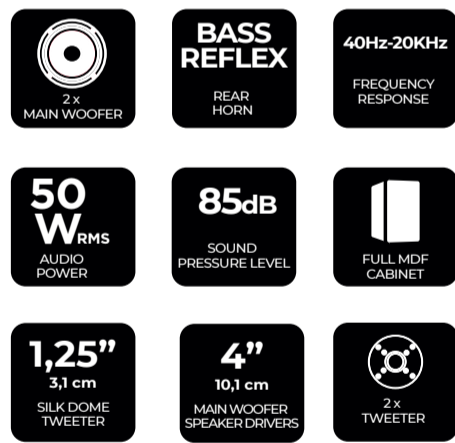 2 x
MAIN WOOFER
BASS
REFLEX
REAR
HORN
40Hz-20KHz
FREQUENCY
RESPONSE
50
WRMS
AUDIO
POWER
85dB
SOUND
PRESSURE LEVEL
FULL MDF
CABINET
1,25”
3,1 cm
SILK DOME
TWEETER
4”
10,1 cm
MAIN WOOFER
SPEAKER DRIVERS
2 x
TWEETER